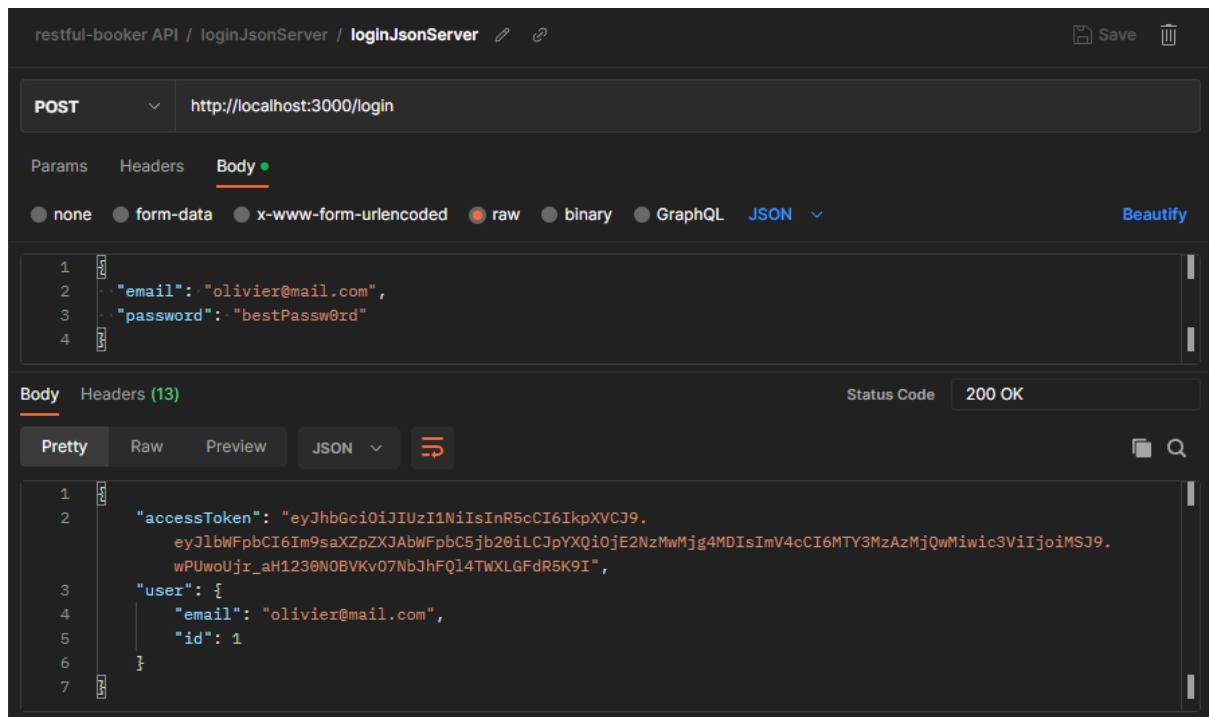 restful-booker API / loginJsonServer / loginJsonServer
Save
POST
http://localhost:3000/login
Params Headers Body
none form-data x-www-form-urlencoded raw binary GraphQL JSON
Beautify
1 {
2 "email": "olivier@mail.com",
3 "password": "bestPassw0rd"
4 }
Body Headers (13)
Status Code 200 OK
Pretty Raw Preview JSON
1 {
2 "accessToken": "eyJhbGciOiJIUzI1NiIsInR5cCI6IkpXVCJ9.
eyJlbWFpbCI6Im9saXZpZXJAbWFpbC5jb20iLCJpYXQiOjE2NzMwMjg4MDIsImV4cCI6MTY3MzAzMjQwMiwic3ViIjoiMSJ9.
wPUwoUjr_aH1230NOBVKvO7NbJhFQl4TWXLGFdR5K9I",
3 "user": {
4 "email": "olivier@mail.com",
5 "id": 1
6 }
7 }